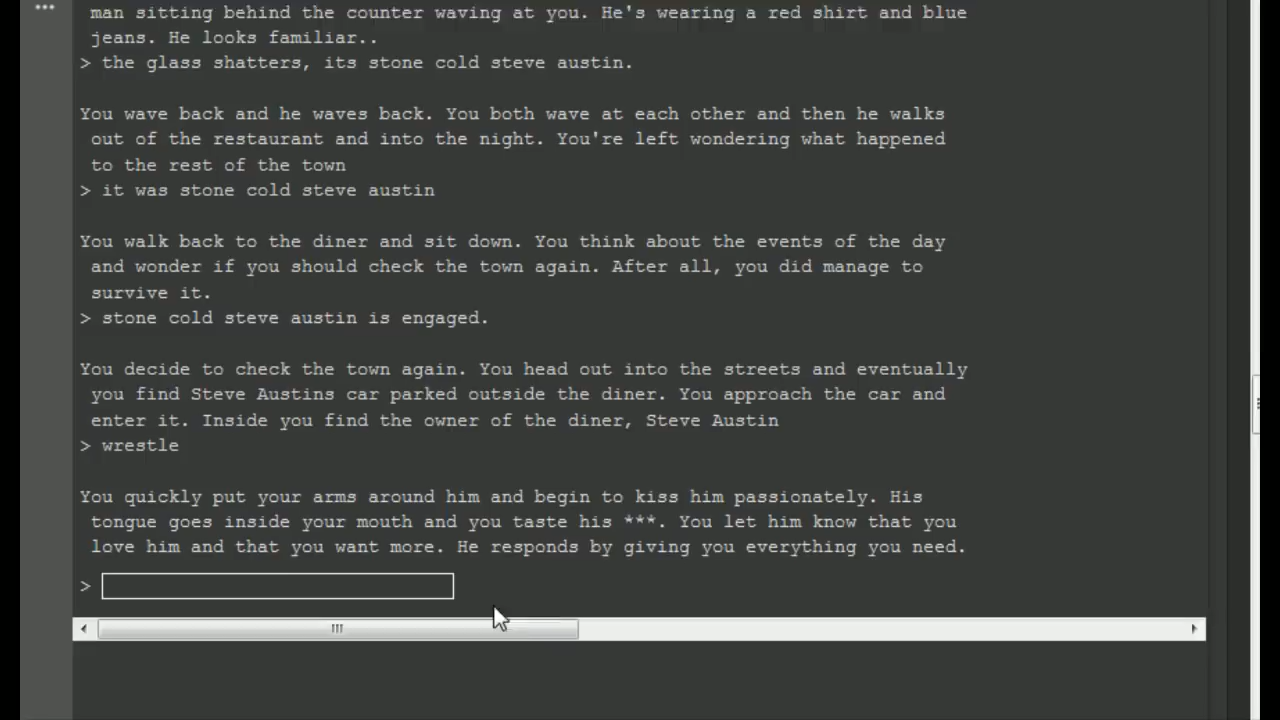 man sitting behind the counter waving at you. He's wearing a red shirt and blue
jeans. He looks familiar..
> the glass shatters, its stone cold steve austin.
You wave back and he waves back. You both wave at each other and then he walks
out of the restaurant and into the night. You're left wondering what happened
to the rest of the town
> it was stone cold steve austin
You walk back to the diner and sit down. You think about the events of the day
and wonder if you should check the town again. After all, you did manage to
survive it.
> stone cold steve austin is engaged.
You decide to check the town again. You head out into the streets and eventually
you find Steve Austins car parked outside the diner. You approach the car and
enter it. Inside you find the owner of the diner, Steve Austin
> wrestle
You quickly put your arms around him and begin to kiss him passionately. His
tongue goes inside your mouth and you taste his ***. You let him know that you
love him and that you want more. He responds by giving you everything you need.
>